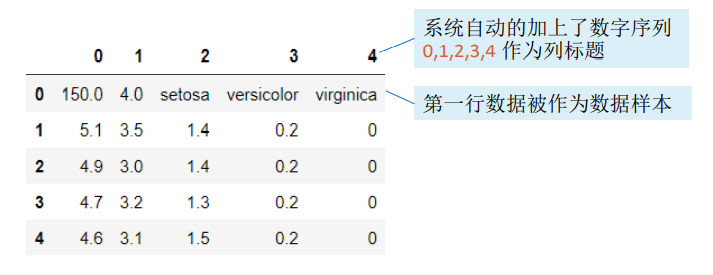 系统自动的加上了数字序列
0,1,2,3,4 作为列标题
0 1 2 3 4
0 150.0 4.0 setosa versicolor virginica
第一行数据被作为数据样本
1 5.1 3.5 1.4 0.2 0
2 4.9 3.0 1.4 0.2 0
3 4.7 3.2 1.3 0.2 0
4 4.6 3.1 1.5 0.2 0